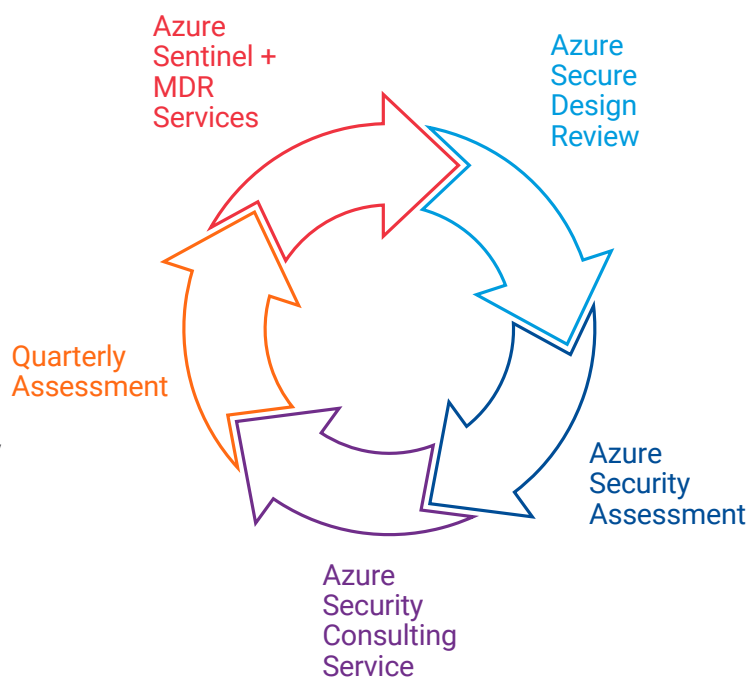 Azure
Sentinel +
MDR
Services
Azure
Secure
Design
Review
Azure
Security
Assessment
Azure
Security
Consulting
Service
Quarterly
Assessment